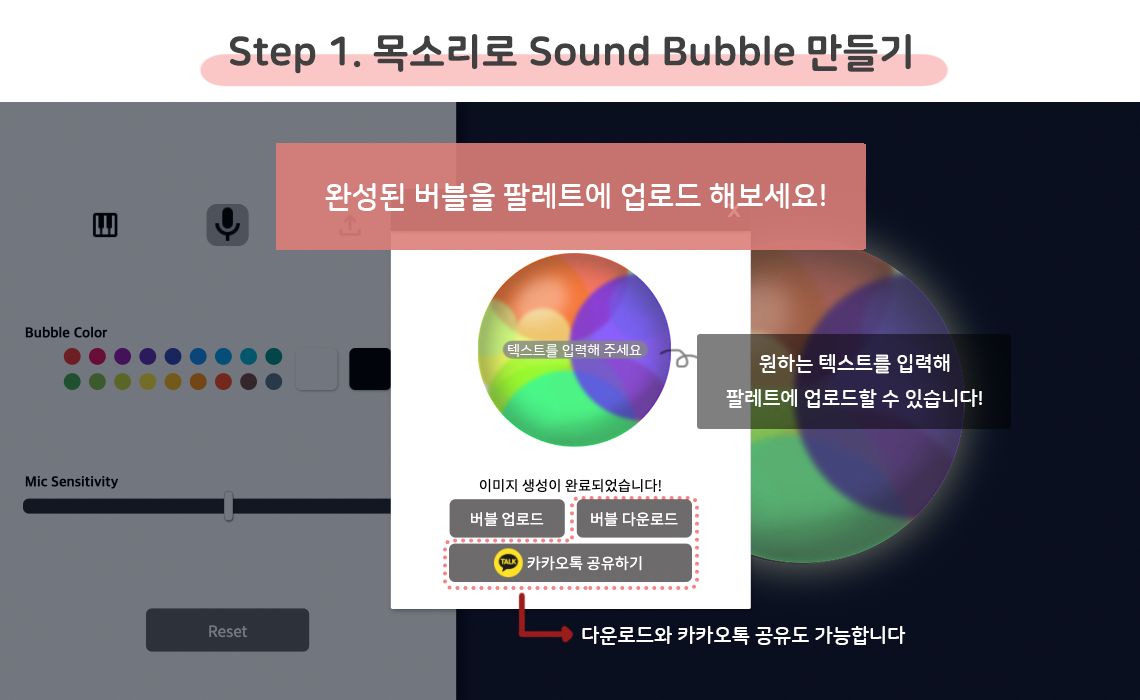 Step 1. 목소리로 Sound Bubble 만들기
완성된 버블을 팔레트에 업로드 해보세요!
X
Bubble Color
텍스트를 입력해 주세요
원하는 텍스트를 입력해
팔레트에 업로드할 수 있습니다!
Mic Sensitivity
이미지 생성이 완료되었습니다!
버블 업로드
버블 다운로드
TALK 카카오톡 공유하기
Reset
다운로드와 카카오톡 공유도 가능합니다